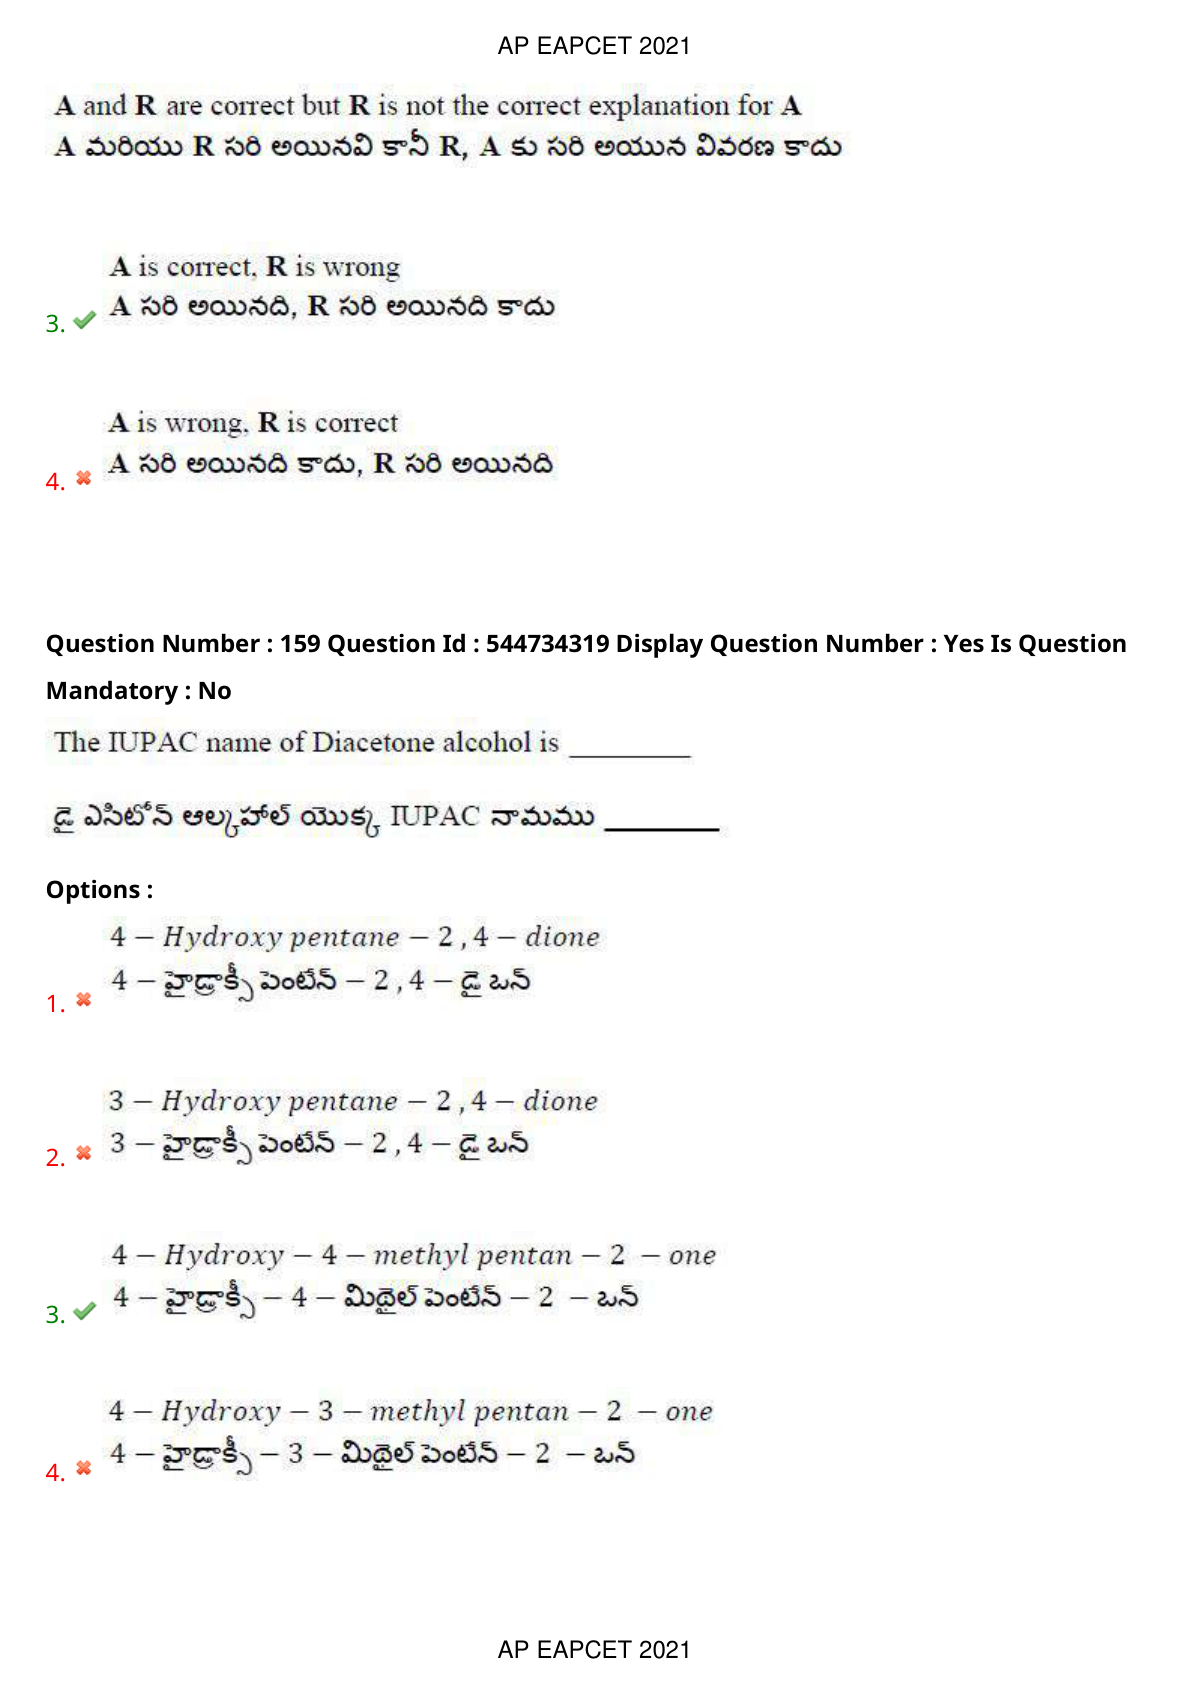 AP EAPCET 2021
A and R are correct but R is not the correct explanation for A
A మరియు R సరి అయినవి కానీ R, A కు సరి అయున వివరణ కాదు
A is correct, R is wrong
A సరి అయినది, R సరి అయినది కాదు
3.
A is wrong, R is correct
A సరి అయినది కాదు, R సరి అయినది
4.
Question Number : 159 Question Id : 544734319 Display Question Number : Yes Is Question
Mandatory : No
The IUPAC name of Diacetone alcohol is ________
డై ఎసిటోన్ ఆల్కహాల్ యొక్క IUPAC నామము ________
Options :
4 − Hydroxy pentane − 2 , 4 − dione
4 − హైడ్రాక్సీ పెంటేన్ − 2 , 4 − డై ఒన్
1.
3 − Hydroxy pentane − 2 , 4 − dione
3 − హైడ్రాక్సీ పెంటేన్ − 2 , 4 − డై ఒన్
2.
4 − Hydroxy − 4 − methyl pentan − 2 − one
4 − హైడ్రాక్సీ − 4 − మిథైల్ పెంటేన్ − 2 − ఒన్
3.
4 − Hydroxy − 3 − methyl pentan − 2 − one
4 − హైడ్రాక్సీ − 3 − మిథైల్ పెంటేన్ − 2 − ఒన్
4.
AP EAPCET 2021